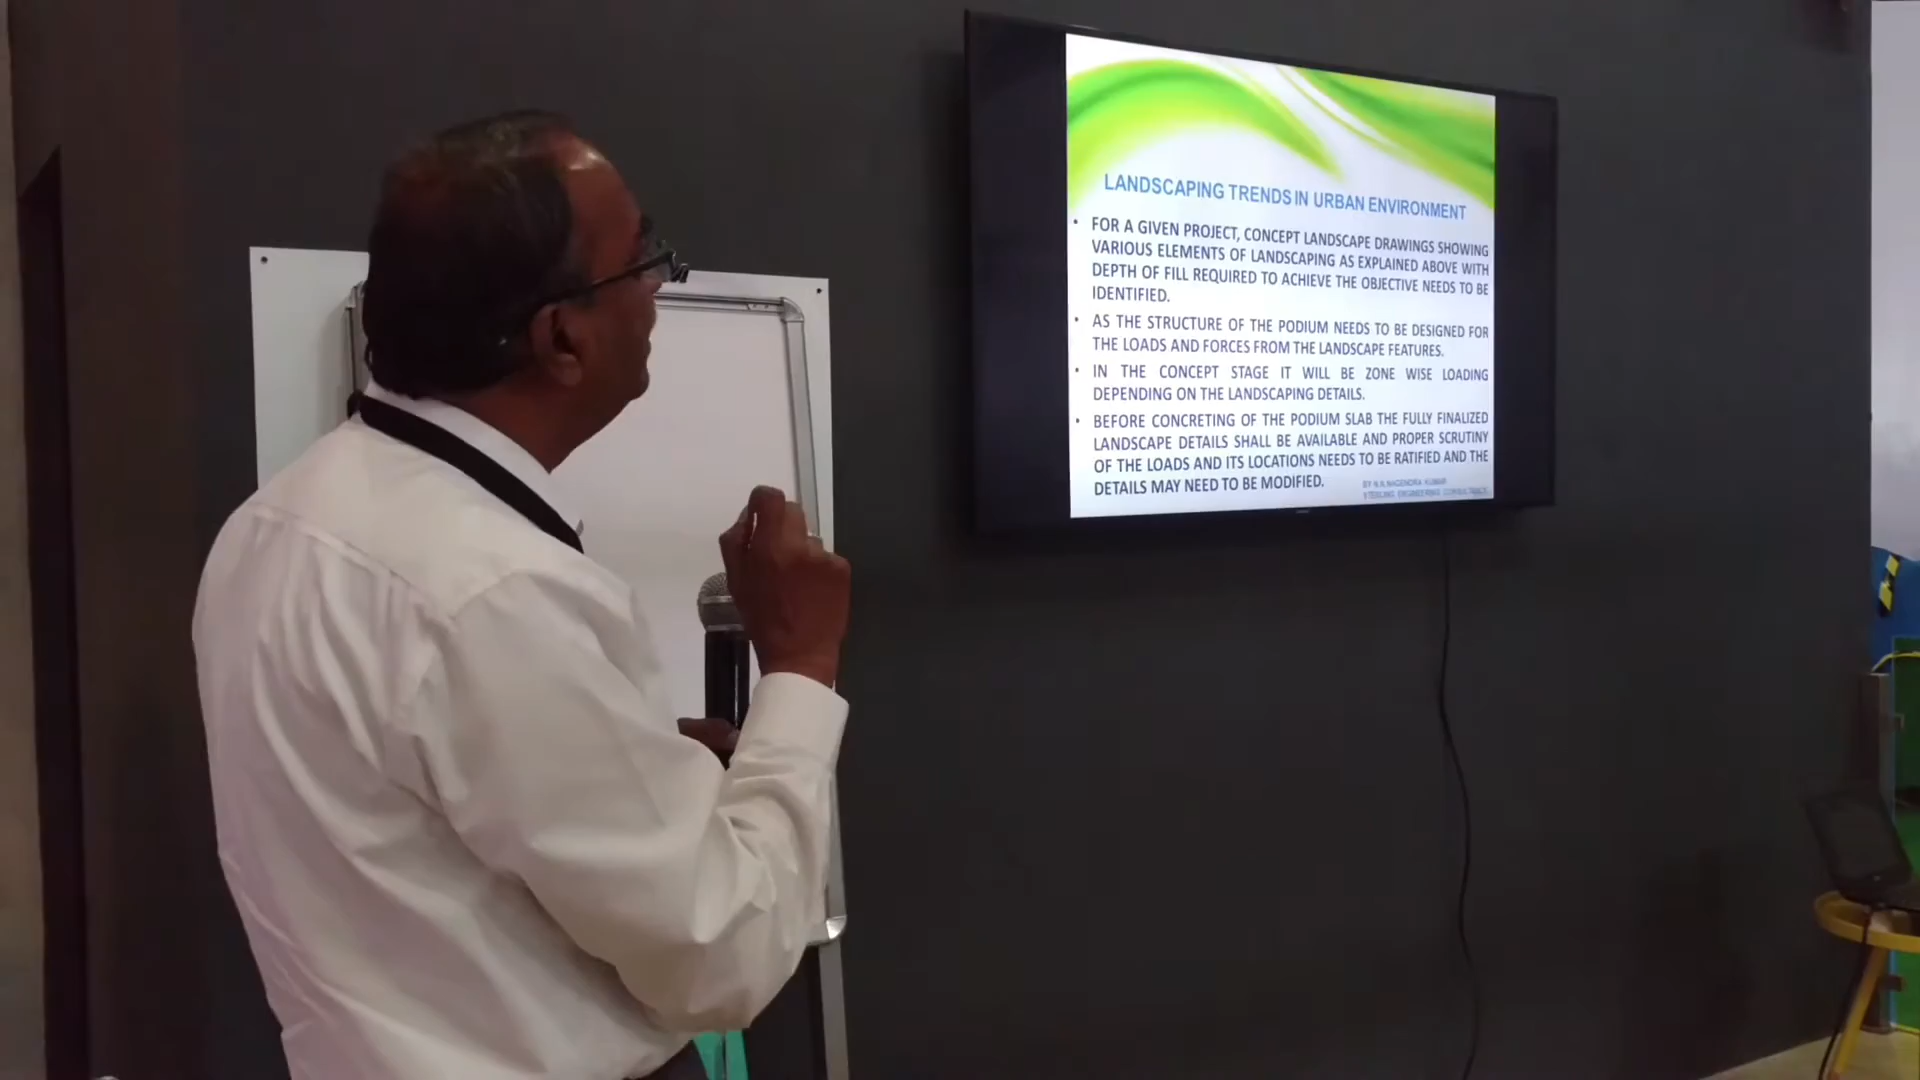 LANDSCAPING TRENDS IN URBAN ENVIRONMENT
• FOR A GIVEN PROJECT, CONCEPT LANDSCAPE DRAWINGS SHOWING
VARIOUS ELEMENTS OF LANDSCAPING AS EXPLAINED ABOVE WITH
DEPTH OF FILL REQUIRED TO ACHIEVE THE OBJECTIVE NEEDS TO BE
IDENTIFIED.
• AS THE STRUCTURE OF THE PODIUM NEEDS TO BE DESIGNED FOR
THE LOADS AND FORCES FROM THE LANDSCAPE FEATURES.
• IN THE CONCEPT STAGE IT WILL BE ZONE WISE LOADING
DEPENDING ON THE LANDSCAPING DETAILS.
• BEFORE CONCRETING OF THE PODIUM SLAB THE FULLY FINALIZED
LANDSCAPE DETAILS SHALL BE AVAILABLE AND PROPER SCRUTINY
OF THE LOADS AND ITS LOCATIONS NEEDS TO BE RATIFIED AND THE
DETAILS MAY NEED TO BE MODIFIED.
NAGENDRA KUMAR
ENGINEERING